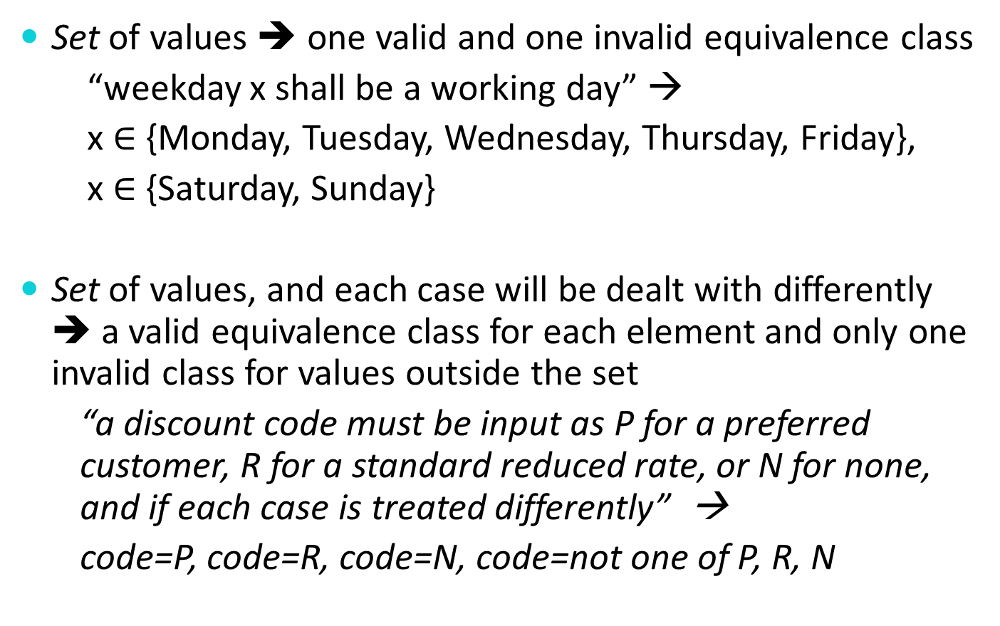 • Set of values ➔ one valid and one invalid equivalence class
“weekday x shall be a working day” →
x ∈ {Monday, Tuesday, Wednesday, Thursday, Friday},
x ∈ {Saturday, Sunday}
• Set of values, and each case will be dealt with differently
➔ a valid equivalence class for each element and only one
invalid class for values outside the set
“a discount code must be input as P for a preferred
customer, R for a standard reduced rate, or N for none,
and if each case is treated differently” →
code=P, code=R, code=N, code=not one of P, R, N